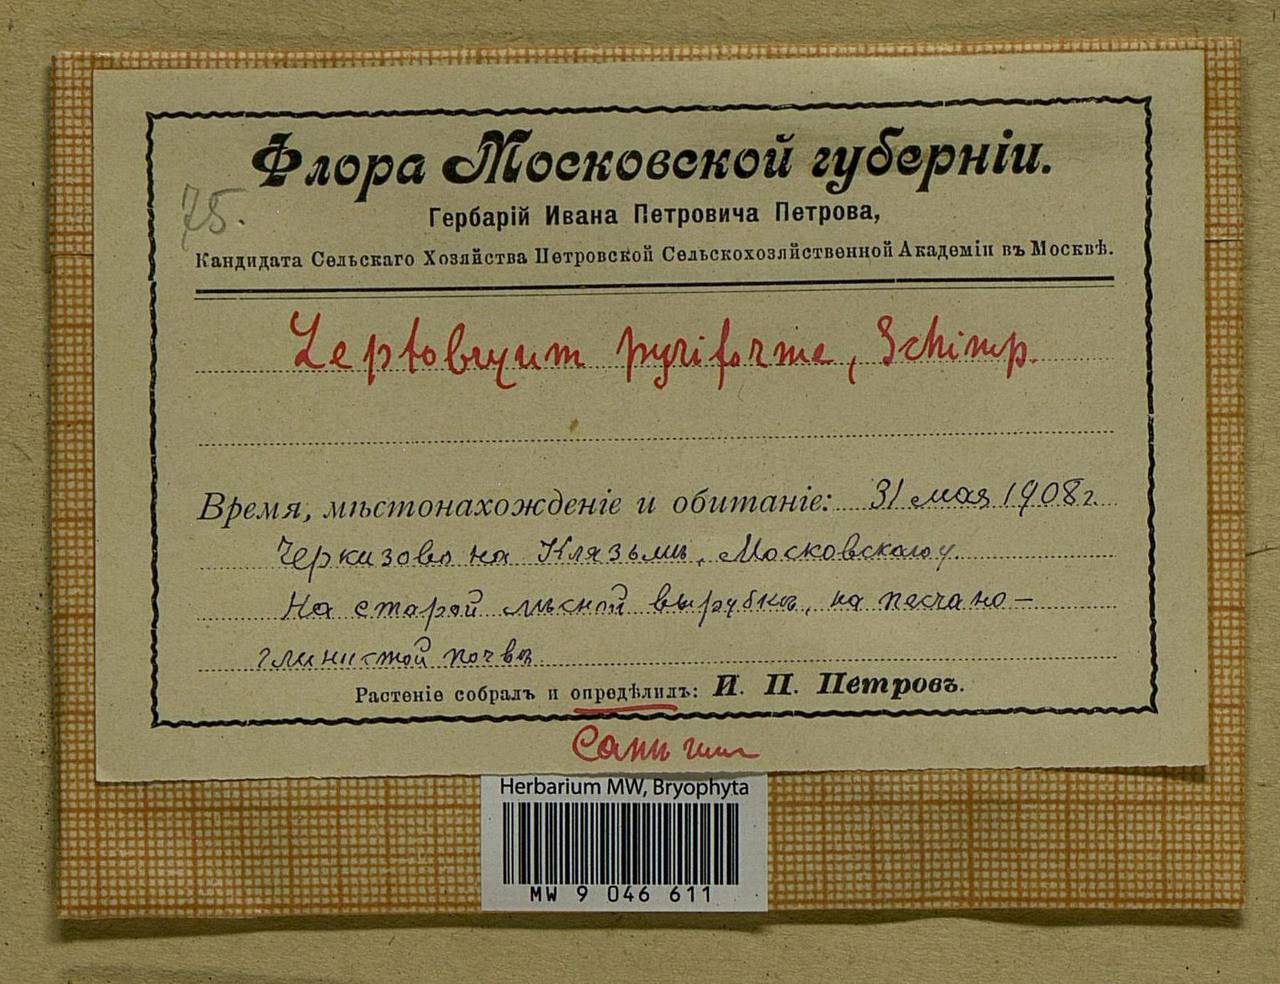 Флора Московской губерніи.
75.
Гербарій Ивана Петровича Петрова,
Кандидата Сельскаго Хозяйства Петровской Сельскохозяйственной Академіи въ Москвѣ.
Leptobryum pyriforme, Schimp.
Время, мѣстонахожденіе и обитаніе: 31 мая 1908 г.
Черкизово на Клязьмѣ, Московскаго у.
На старой лѣсной вырубкѣ, на песчано-
глинистой почвѣ.
Растеніе собралъ и опредѣлилъ: И. П. Петровъ.
Herbarium MW, Bryophyta
MW 9 046 611